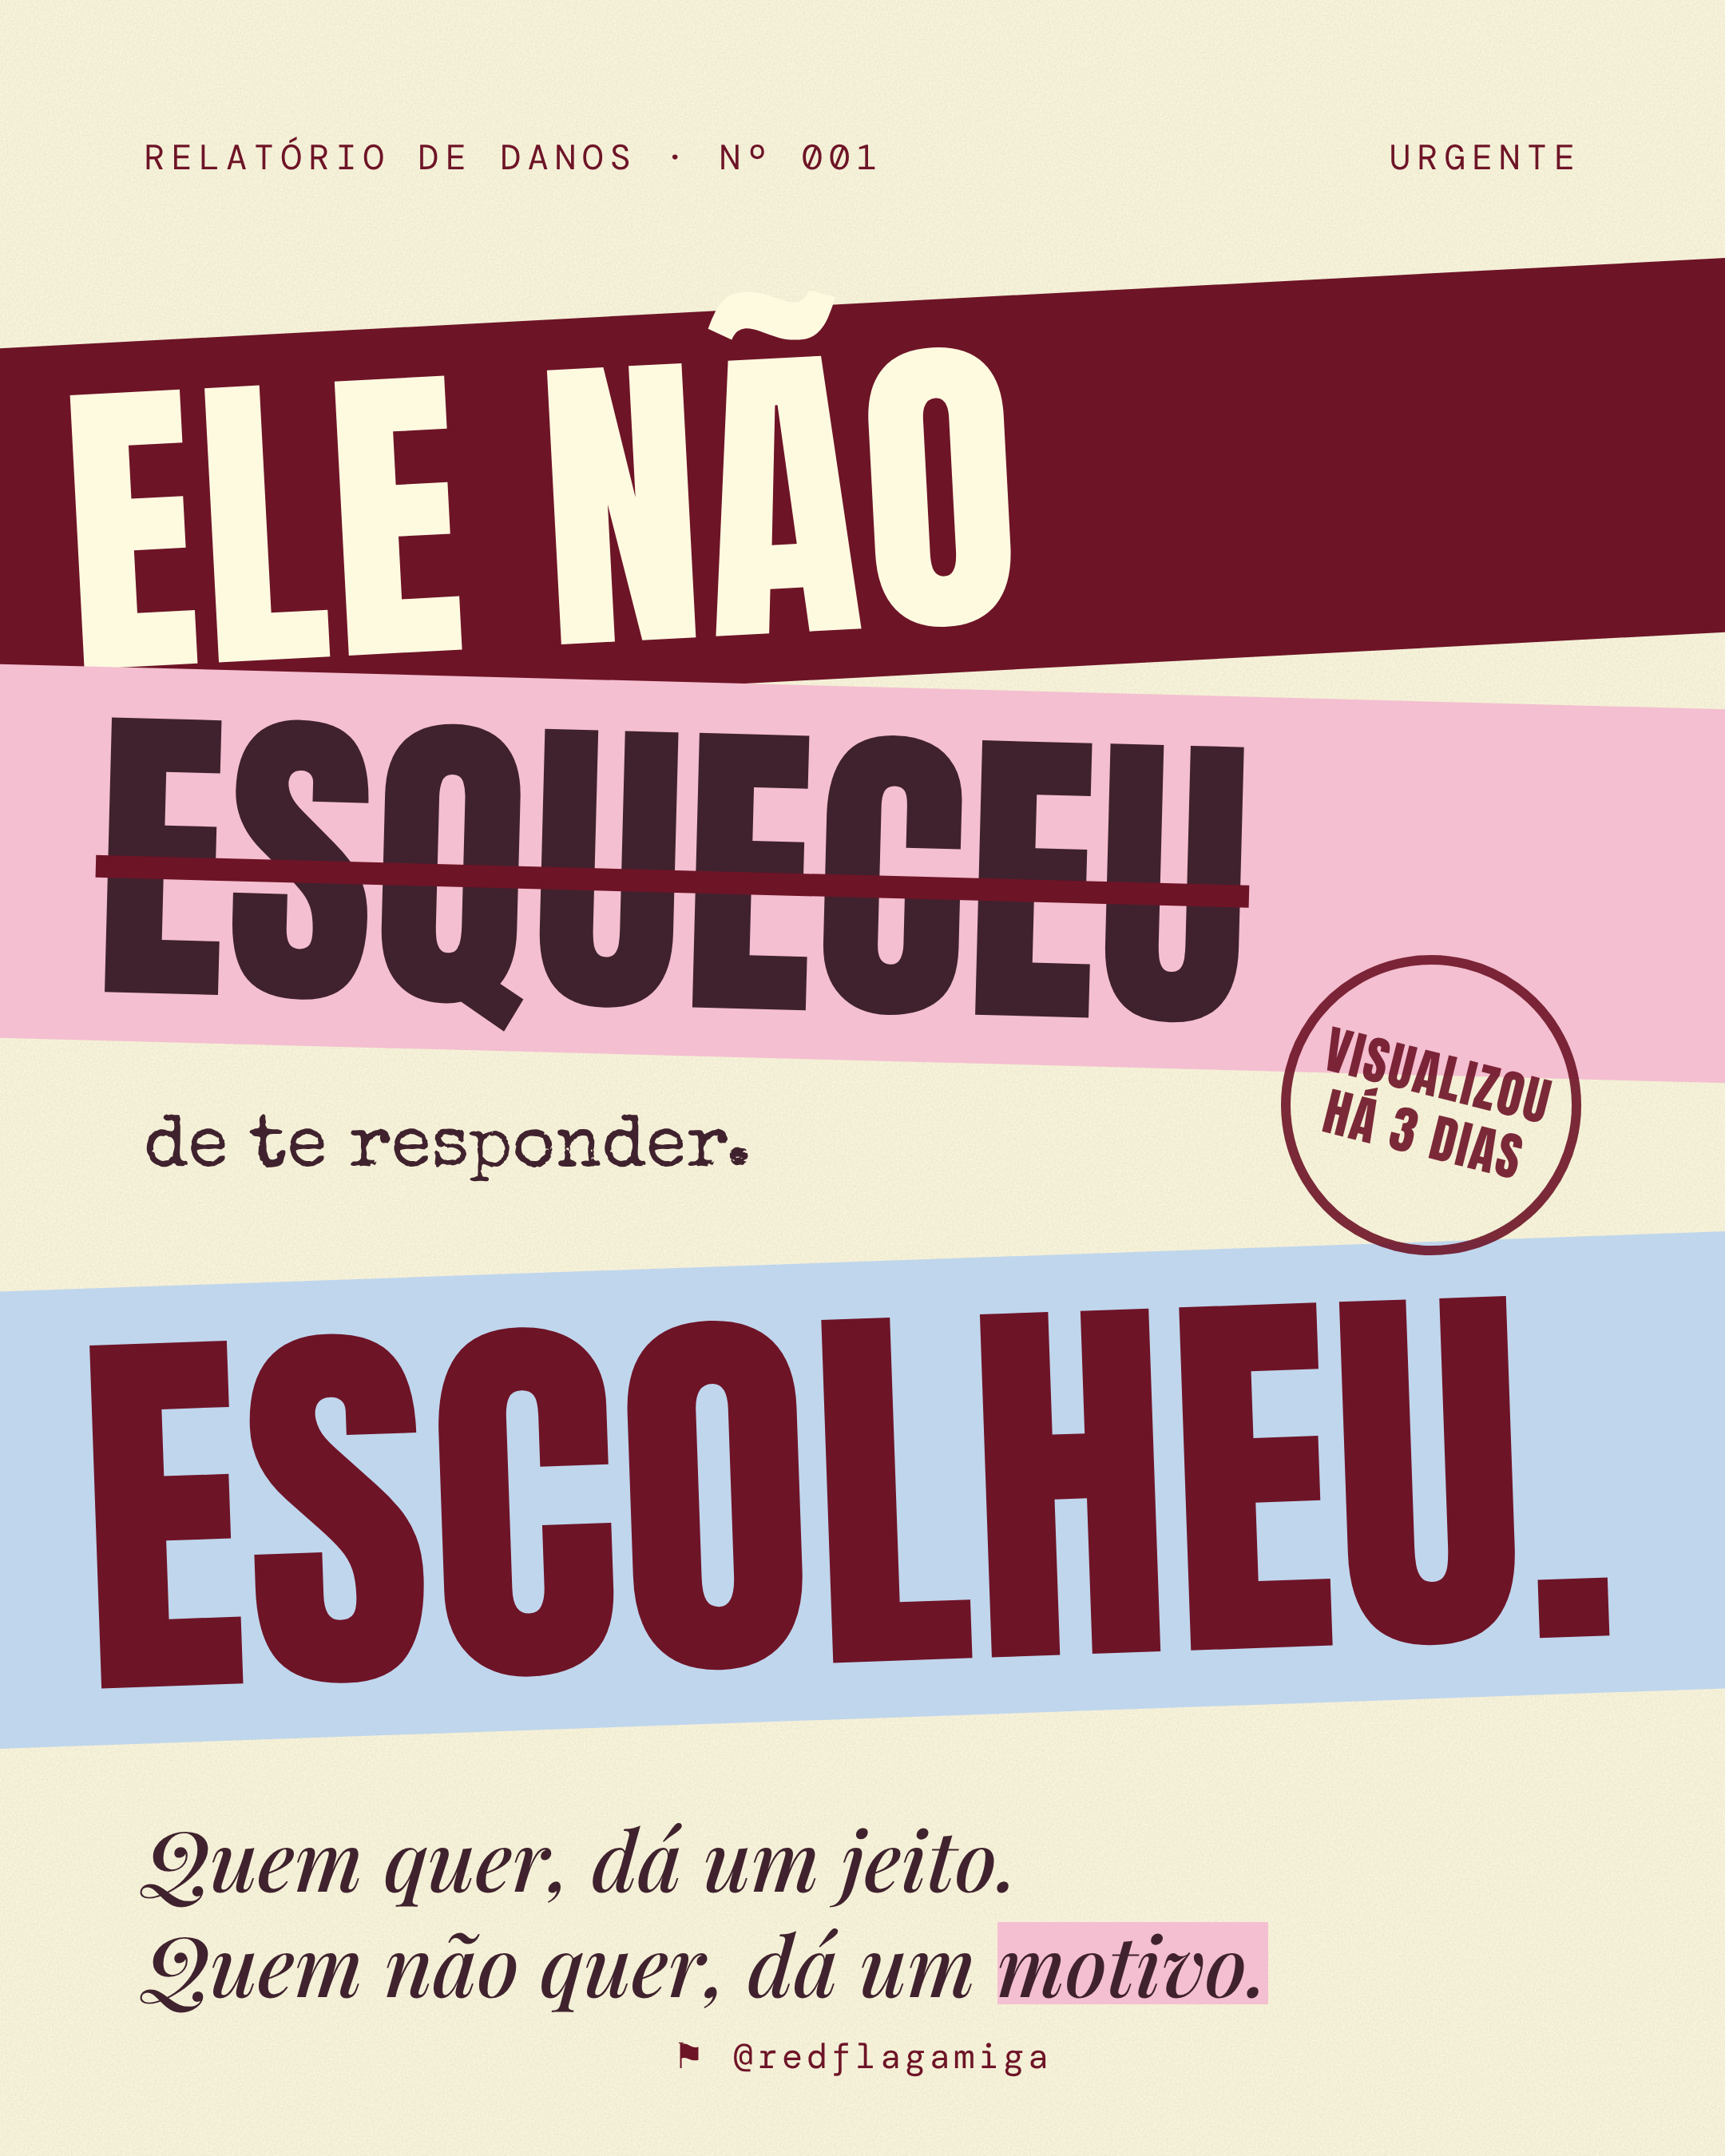 RELATÓRIO DE DANOS · Nº 001
URGENTE
ELE NÃO
ESQUECEU
de te responder.
VISUALIZOU
HÁ 3 DIAS
ESCOLHEU.
Quem quer, dá um jeito.
Quem não quer, dá um motivo.
⚑ @redflagamiga